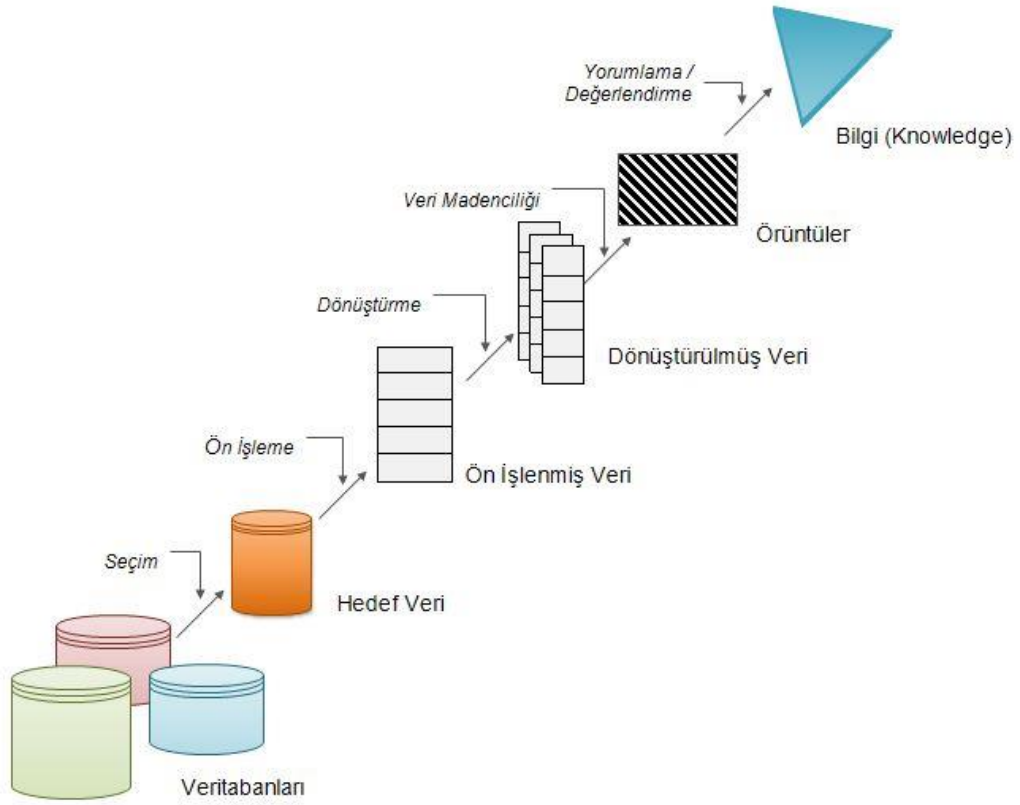 Yorumlama /
Değerlendirme
Bilgi (Knowledge)
Veri Madenciliği
Örüntüler
Dönüştürme
Dönüştürülmüş Veri
Ön İşleme
Ön İşlenmiş Veri
Seçim
Hedef Veri
Veritabanları